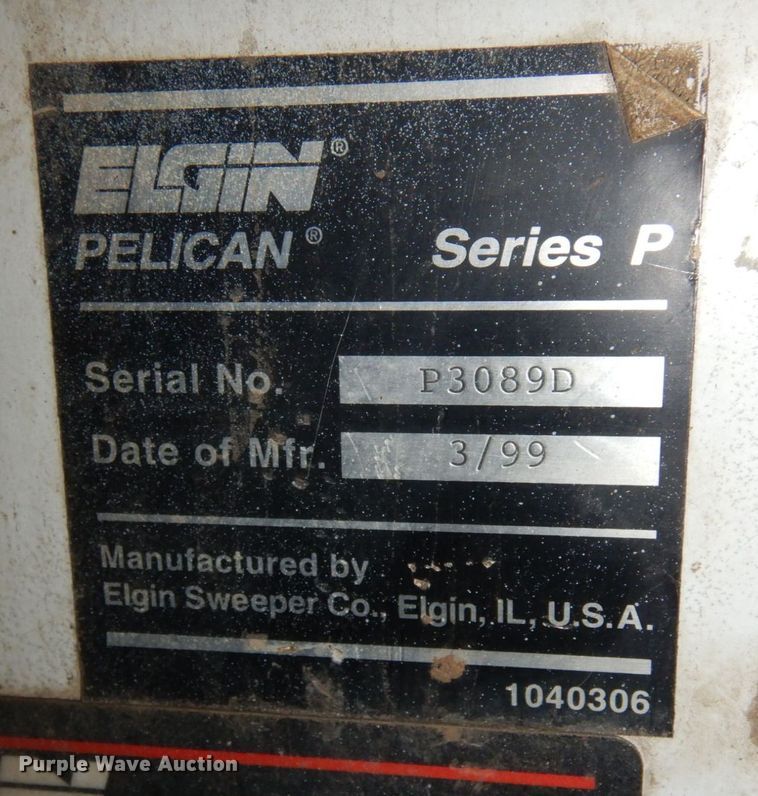 ELGIN®
PELICAN® Series P
Serial No. P3089D
Date of Mfr. 3/99
Manufactured by
Elgin Sweeper Co., Elgin, IL, U.S.A.
1040306
Purple Wave Auction